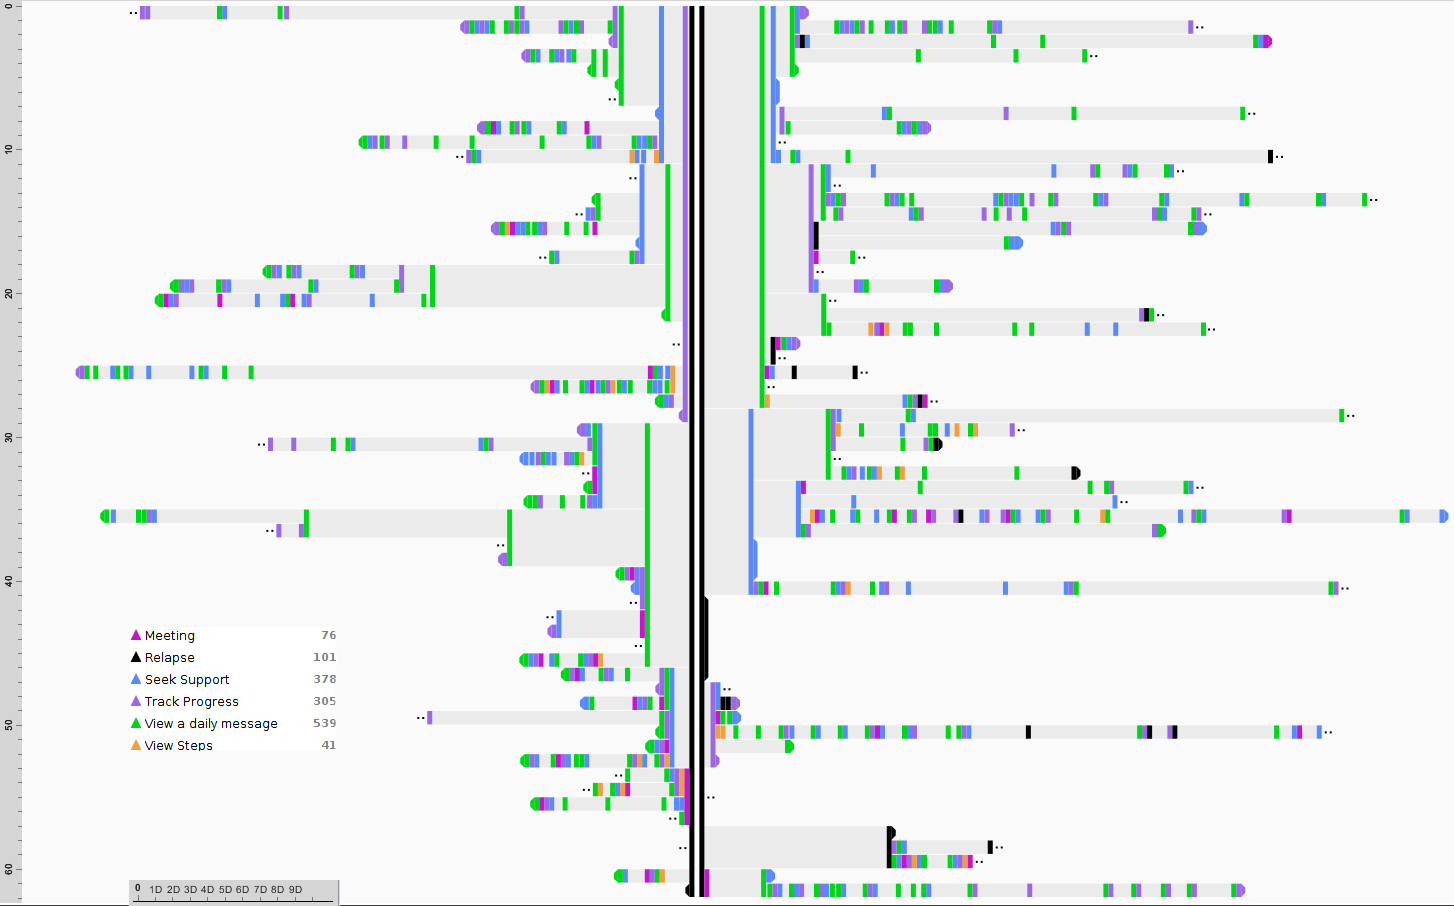 0
10
20
30
40
50
60
Meeting 76
Relapse 101
Seek Support 378
Track Progress 305
View a daily message 539
View Steps 41
0 1D 2D 3D 4D 5D 6D 7D 8D 9D